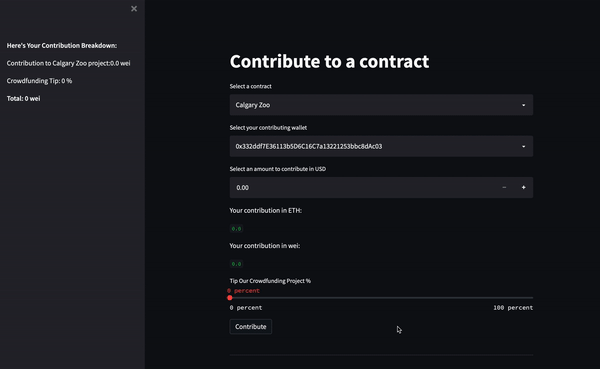 Here's Your Contribution Breakdown:
Contribution to Calgary Zoo project:0.0 wei
Crowdfunding Tip: 0 %
Total: 0 wei
Contribute to a contract
Select a contract
Calgary Zoo
Select your contributing wallet
0x332ddf7E36113b5D6C16C7a13221253bbc8dAc03
Select an amount to contribute in USD
0.00
Your contribution in ETH:
0.0
Your contribution in wei:
0.0
Tip Our Crowdfunding Project %
0 percent
0 percent 100 percent
Contribute